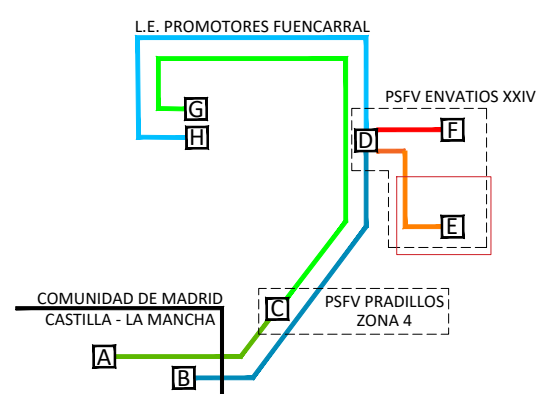 L.E. PROMOTORES FUENCARRAL
PSFV ENVATIOS XXIV
G
F
H
D
E
COMUNIDAD DE MADRID
CASTILLA - LA MANCHA
C
PSFV PRADILLOS
ZONA 4
A
B